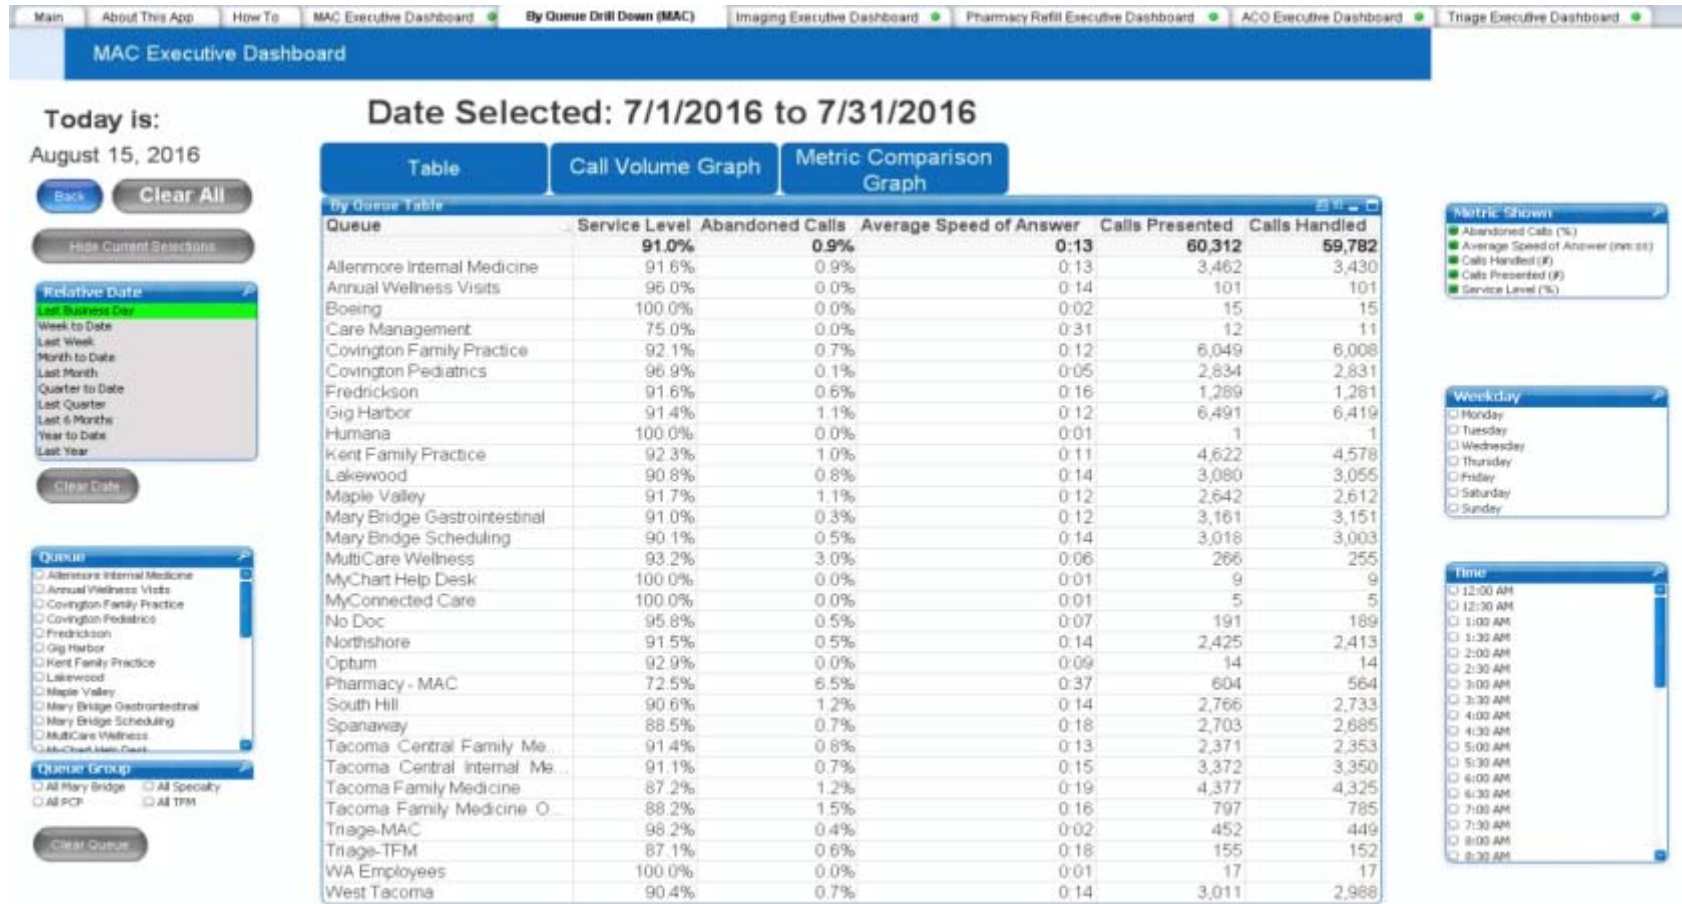 Main About This App How To MAC Executive Dashboard By Queue Drill Down (MAC) Imaging Executive Dashboard Pharmacy Refill Executive Dashboard ACO Executive Dashboard Triage Executive Dashboard
MAC Executive Dashboard
Today is:
August 15, 2016
Back Clear All
Hide Current Selections
Relative Date
Last Business Day
Week to Date
Last Week
Month to Date
Last Month
Quarter to Date
Last Quarter
Last 6 Months
Year to Date
Last Year
Clear Date
Queue
Allenmore Internal Medicine
Annual Wellness Visits
Covington Family Practice
Covington Pediatrics
Fredrickson
Gig Harbor
Kent Family Practice
Lakewood
Maple Valley
Mary Bridge Gastrointestinal
Mary Bridge Scheduling
MultiCare Wellness
MyChart Help Desk
Queue Group
All Mary Bridge All Specialty
All PCP All TFM
Clear Queue
Date Selected: 7/1/2016 to 7/31/2016
Table Call Volume Graph Metric Comparison
Graph
By Queue Table
Queue Service Level Abandoned Calls Average Speed of Answer Calls Presented Calls Handled
91.0% 0.9% 0:13 60,312 59,782
Allenmore Internal Medicine 91.6% 0.9% 0:13 3,462 3,430
Annual Wellness Visits 96.0% 0.0% 0:14 101 101
Boeing 100.0% 0.0% 0:02 15 15
Care Management 75.0% 0.0% 0:31 12 11
Covington Family Practice 92.1% 0.7% 0:12 6,049 6,008
Covington Pediatrics 96.9% 0.1% 0:05 2,834 2,831
Fredrickson 91.6% 0.6% 0:16 1,289 1,281
Gig Harbor 91.4% 1.1% 0:12 6,491 6,419
Humana 100.0% 0.0% 0:01 1 1
Kent Family Practice 92.3% 1.0% 0:11 4,622 4,578
Lakewood 90.8% 0.8% 0:14 3,080 3,055
Maple Valley 91.7% 1.1% 0:12 2,642 2,612
Mary Bridge Gastrointestinal 91.0% 0.3% 0:12 3,161 3,151
Mary Bridge Scheduling 90.1% 0.5% 0:14 3,018 3,003
MultiCare Wellness 93.2% 3.0% 0:06 266 255
MyChart Help Desk 100.0% 0.0% 0:01 9 9
MyConnected Care 100.0% 0.0% 0:01 5 5
No Doc 95.8% 0.5% 0:07 191 189
Northshore 91.5% 0.5% 0:14 2,425 2,413
Optum 92.9% 0.0% 0:09 14 14
Pharmacy - MAC 72.5% 6.5% 0:37 604 564
South Hill 90.6% 1.2% 0:14 2,766 2,733
Spanaway 88.5% 0.7% 0:18 2,703 2,685
Tacoma Central Family Me... 91.4% 0.8% 0:13 2,371 2,353
Tacoma Central Internal Me... 91.1% 0.7% 0:15 3,372 3,350
Tacoma Family Medicine 87.2% 1.2% 0:19 4,377 4,325
Tacoma Family Medicine O... 88.2% 1.5% 0:16 797 785
Triage-MAC 98.2% 0.4% 0:02 452 449
Triage-TFM 87.1% 0.6% 0:18 155 152
WA Employees 100.0% 0.0% 0:01 17 17
West Tacoma 90.4% 0.7% 0:14 3,011 2,988
Metric Shown
Abandoned Calls (%)
Average Speed of Answer (mm:ss)
Calls Handled (#)
Calls Presented (#)
Service Level (%)
Weekday
Monday
Tuesday
Wednesday
Thursday
Friday
Saturday
Sunday
Time
12:00 AM
12:30 AM
1:00 AM
1:30 AM
2:00 AM
2:30 AM
3:00 AM
3:30 AM
4:00 AM
4:30 AM
5:00 AM
5:30 AM
6:00 AM
6:30 AM
7:00 AM
7:30 AM
8:00 AM
8:30 AM